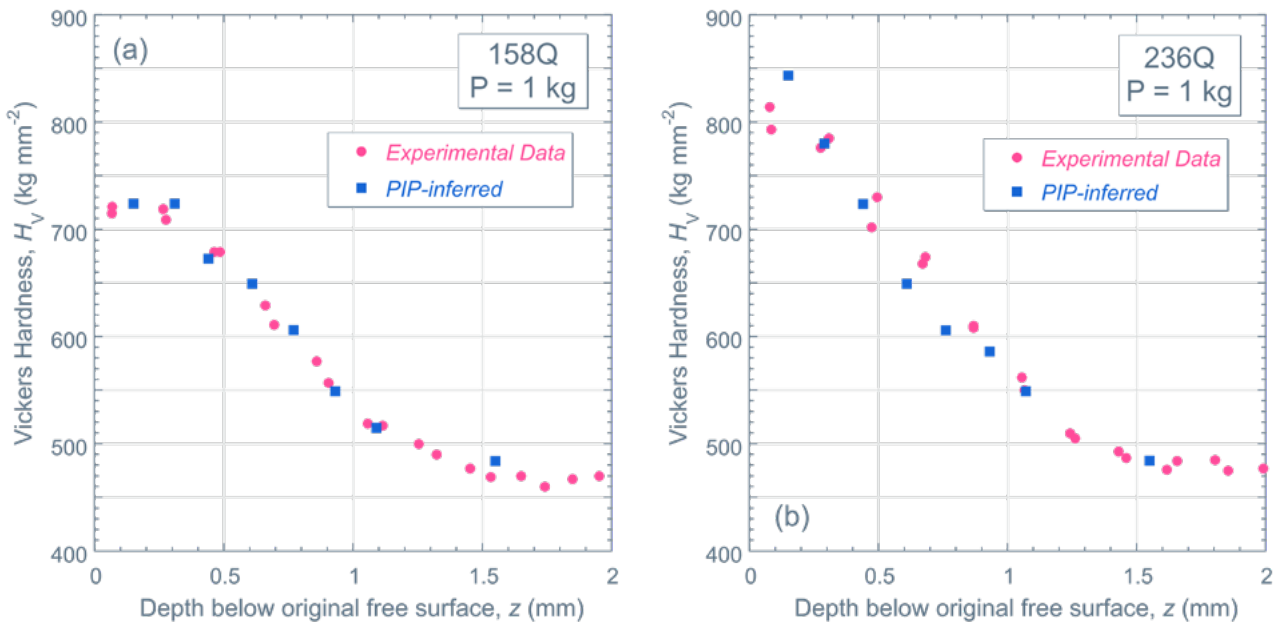 (a)
158Q
P = 1 kg
Experimental Data
PIP-inferred
Vickers Hardness, H_V (kg mm⁻²)
900
800
700
600
500
400
0 0.5 1 1.5 2
Depth below original free surface, z (mm)
236Q
P = 1 kg
Experimental Data
PIP-inferred
(b)
Vickers Hardness, H_V (kg mm⁻²)
900
800
700
600
500
400
0 0.5 1 1.5 2
Depth below original free surface, z (mm)